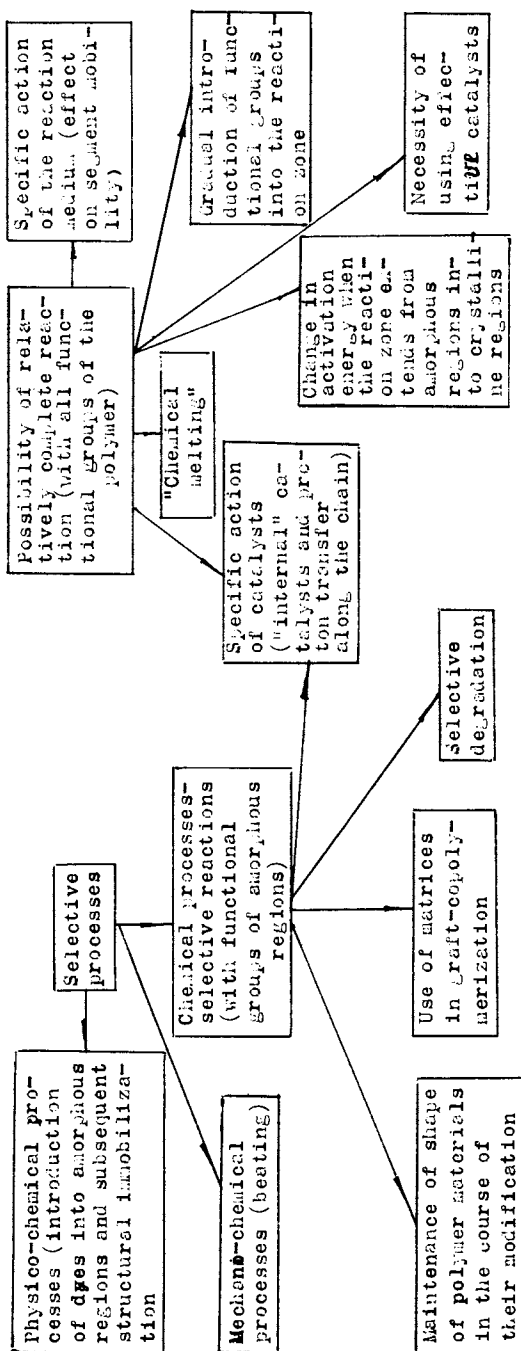 Physico-chemical pro-
cesses (introduction
of dyes into amorphous
regions and subsequent
structural immobiliza-
tion
Selective
processes
Mechano-chemical
processes (beating)
Chemical processes-
selective reactions
(with functional
groups of amorphous
regions)
Maintenance of shape
of polymer materials
in the course of
their modification
Use of matrices
in graft-copoly-
merization
Selective
degradation
Possibility of rela-
tively complete reac-
tion (with all func-
tional groups of the
polymer)
Specific action
of the reaction
medium (effect
on segment mobi-
lity)
"Chemical
melting"
Specific action
of catalysts
("internal" ca-
talysts and pro-
ton transfer
along the chain)
Gradual intro-
duction of func-
tional groups
into the reacti-
on zone
Change in
activation
energy when
the reacti-
on zone ex-
tends from
amorphous
regions in-
to crystalli-
ne regions
Necessity of
using effec-
tive catalysts